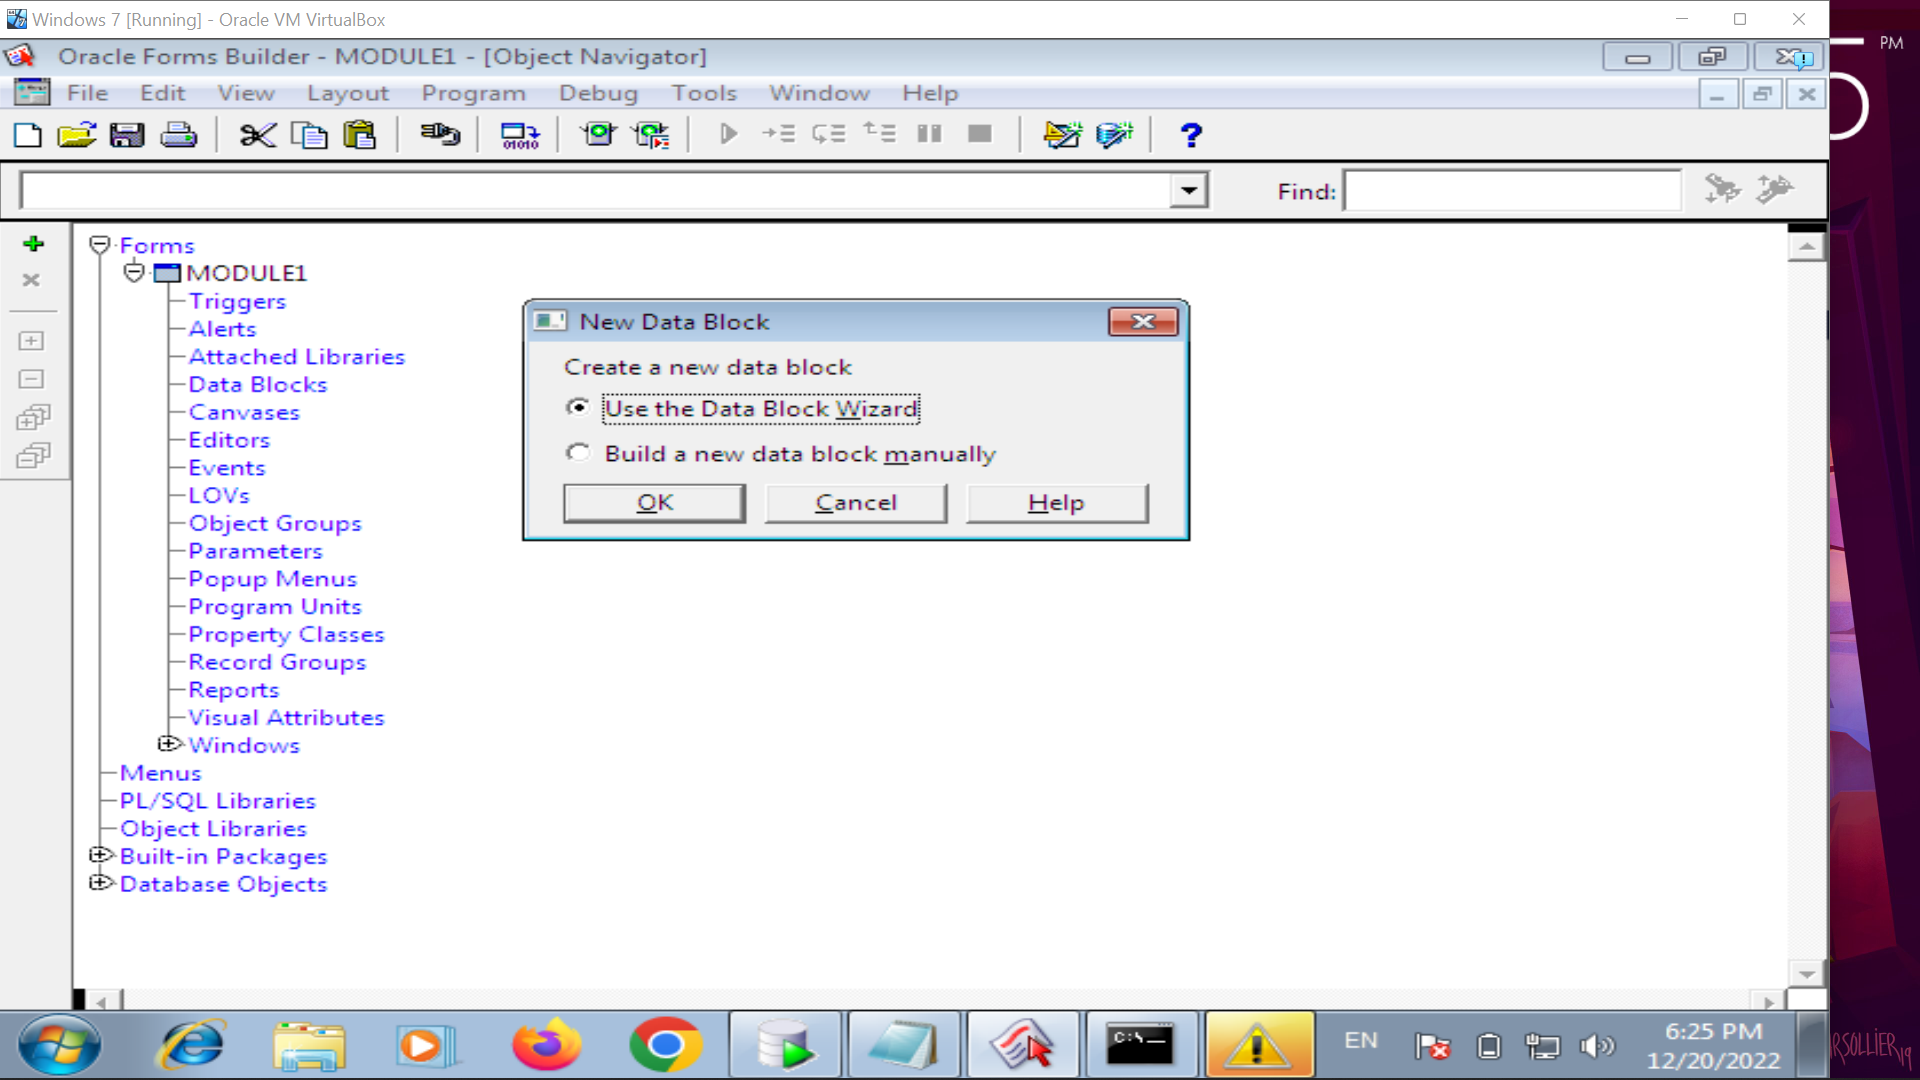 Windows 7 [Running] - Oracle VM VirtualBox
PM
Oracle Forms Builder - MODULE1 - [Object Navigator]
File Edit View Layout Program Debug Tools Window Help
01010
Find:
Forms
MODULE1
Triggers
Alerts
Attached Libraries
Data Blocks
Canvases
Editors
Events
LOVs
Object Groups
Parameters
Popup Menus
Program Units
Property Classes
Record Groups
Reports
Visual Attributes
Windows
Menus
PL/SQL Libraries
Object Libraries
Built-in Packages
Database Objects
New Data Block
Create a new data block
Use the Data Block Wizard
Build a new data block manually
OK Cancel Help
C:\-
EN
6:25 PM
12/20/2022